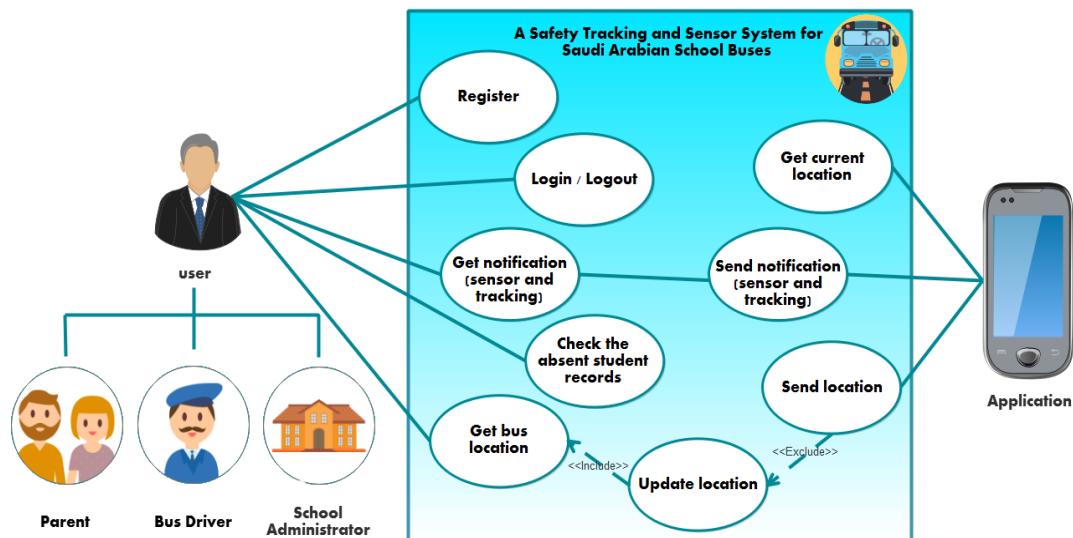 A Safety Tracking and Sensor System for
Saudi Arabian School Buses
Register
Get current
location
Login / Logout
user
Get notification
(sensor and
tracking)
Send notification
(sensor and
tracking)
Check the
absent student
records
Send location
Application
Get bus
location
<<Include>>
<<Exclude>>
Update location
Parent
Bus Driver
School
Administrator